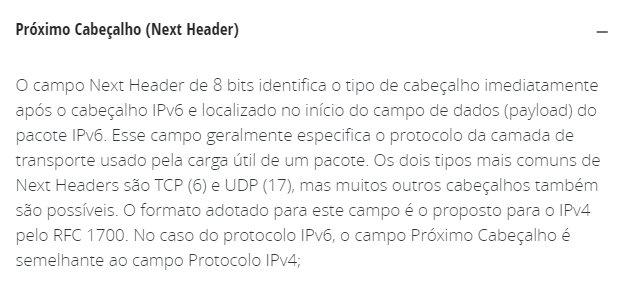 Próximo Cabeçalho (Next Header)
O campo Next Header de 8 bits identifica o tipo de cabeçalho imediatamente
após o cabeçalho IPv6 e localizado no início do campo de dados (payload) do
pacote IPv6. Esse campo geralmente especifica o protocolo da camada de
transporte usado pela carga útil de um pacote. Os dois tipos mais comuns de
Next Headers são TCP (6) e UDP (17), mas muitos outros cabeçalhos também
são possíveis. O formato adotado para este campo é o proposto para o IPv4
pelo RFC 1700. No caso do protocolo IPv6, o campo Próximo Cabeçalho é
semelhante ao campo Protocolo IPv4;